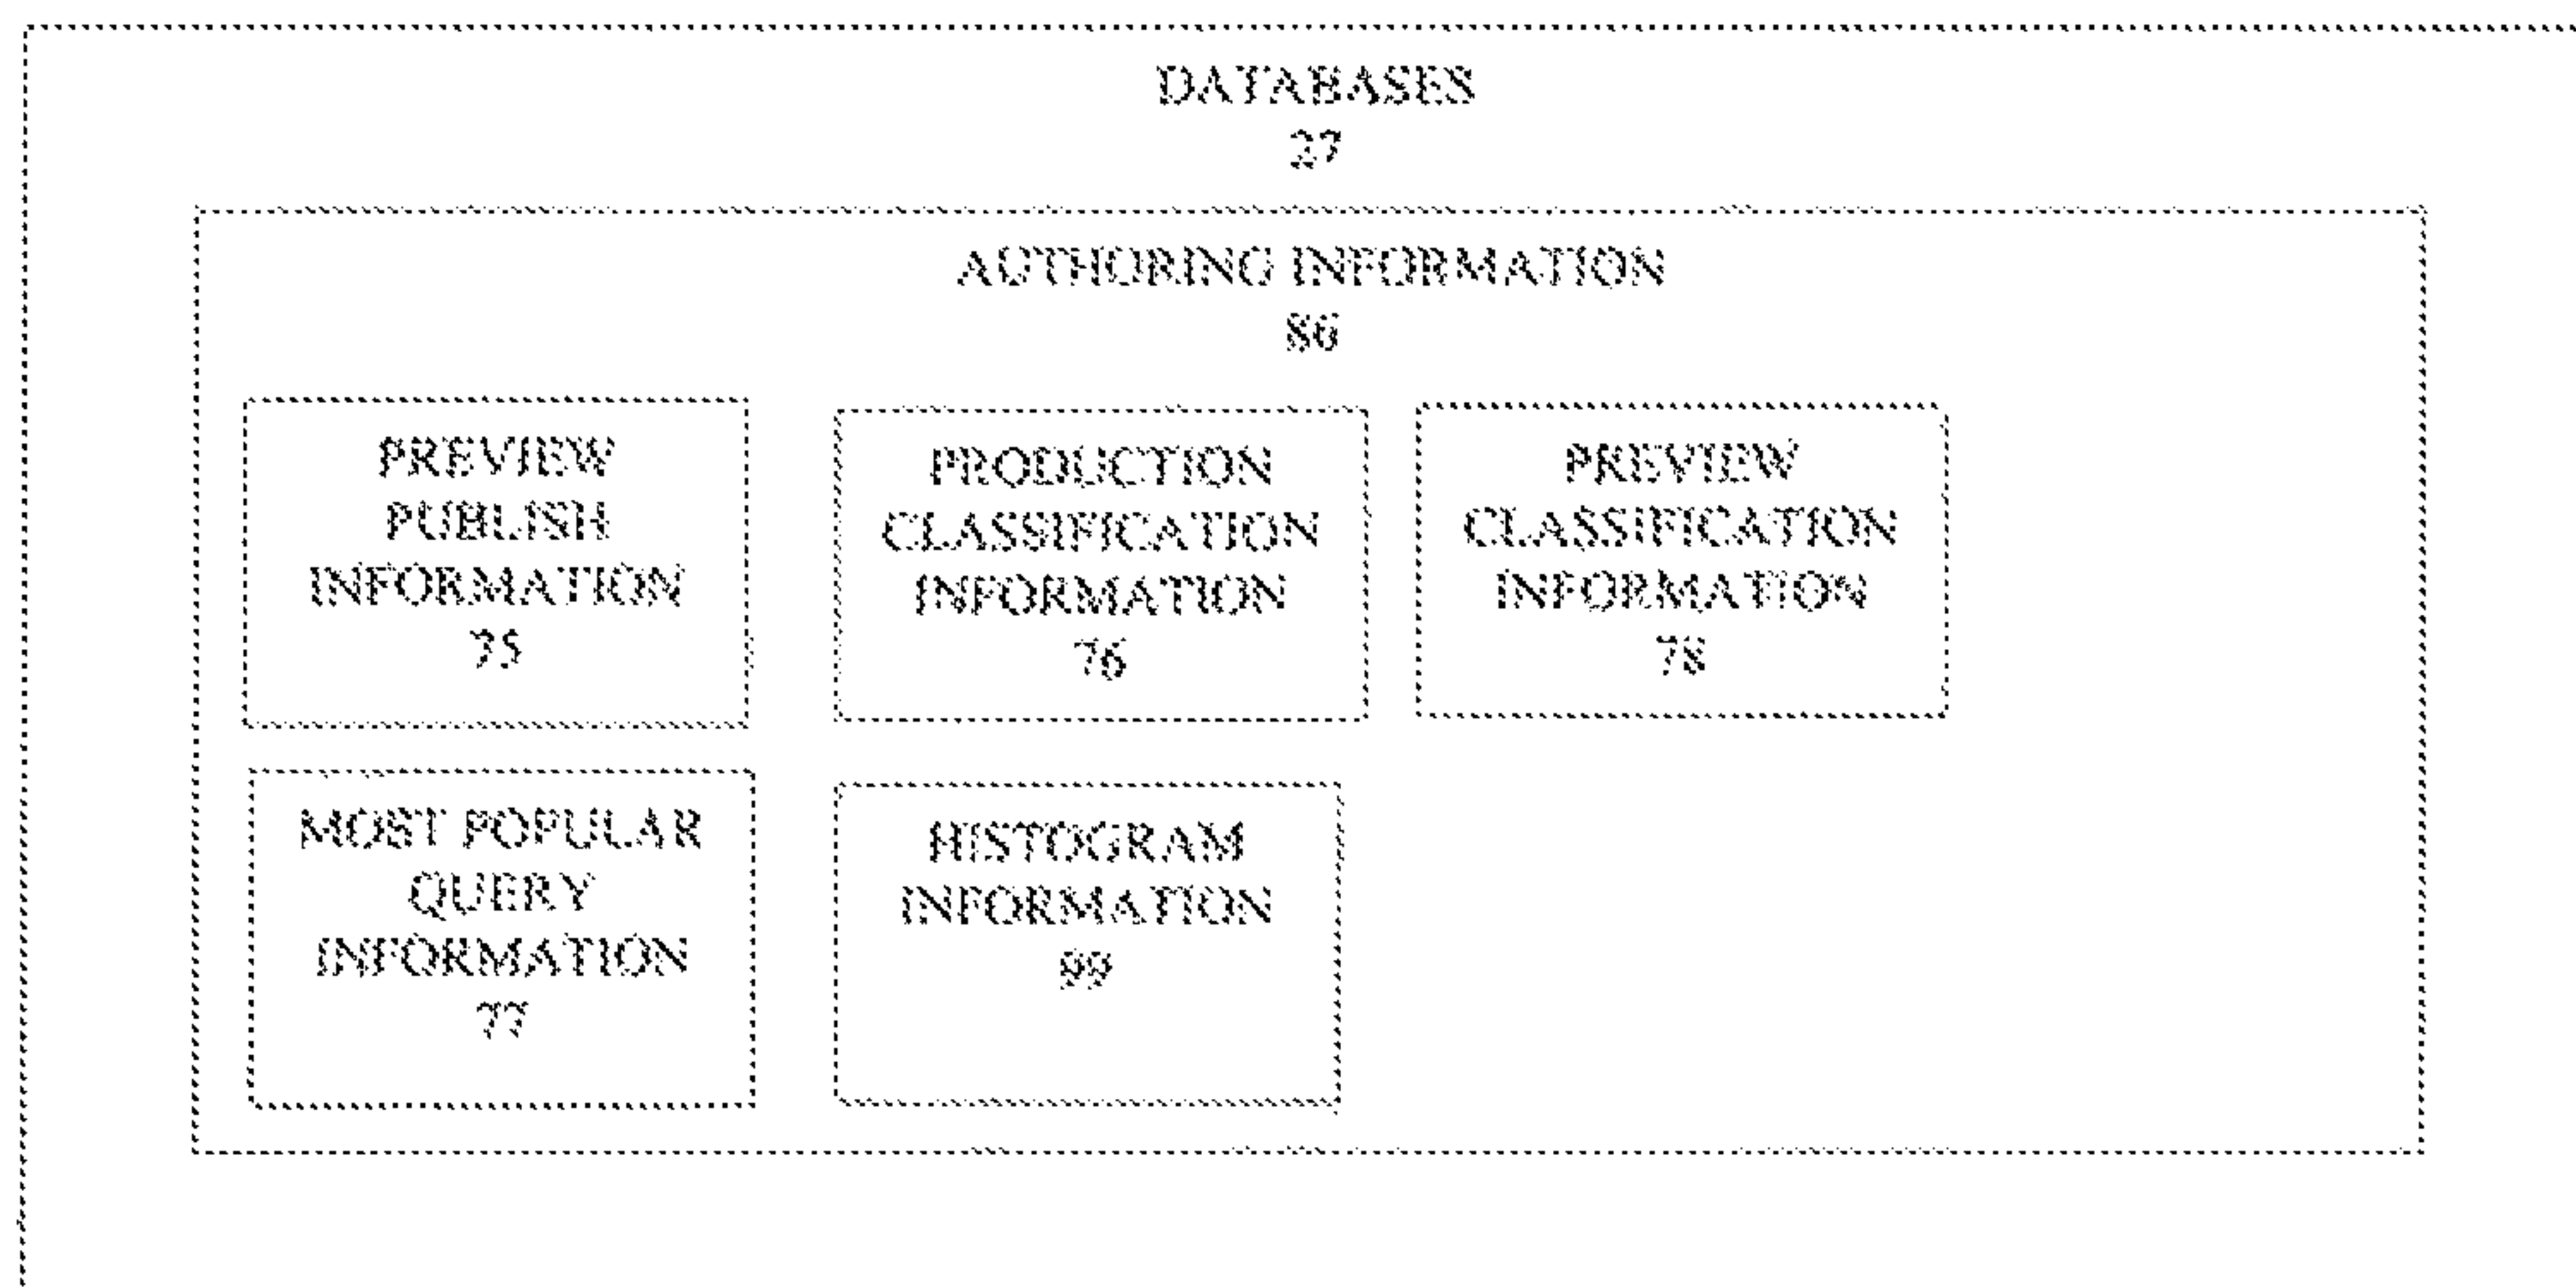 DATABASES
27
AUTHORING INFORMATION
86
PREVIEW
PUBLISH
INFORMATION
75
PRODUCTION
CLASSIFICATION
INFORMATION
76
PREVIEW
CLASSIFICATION
INFORMATION
78
MOST POPULAR
QUERY
INFORMATION
77
HISTOGRAM
INFORMATION
99